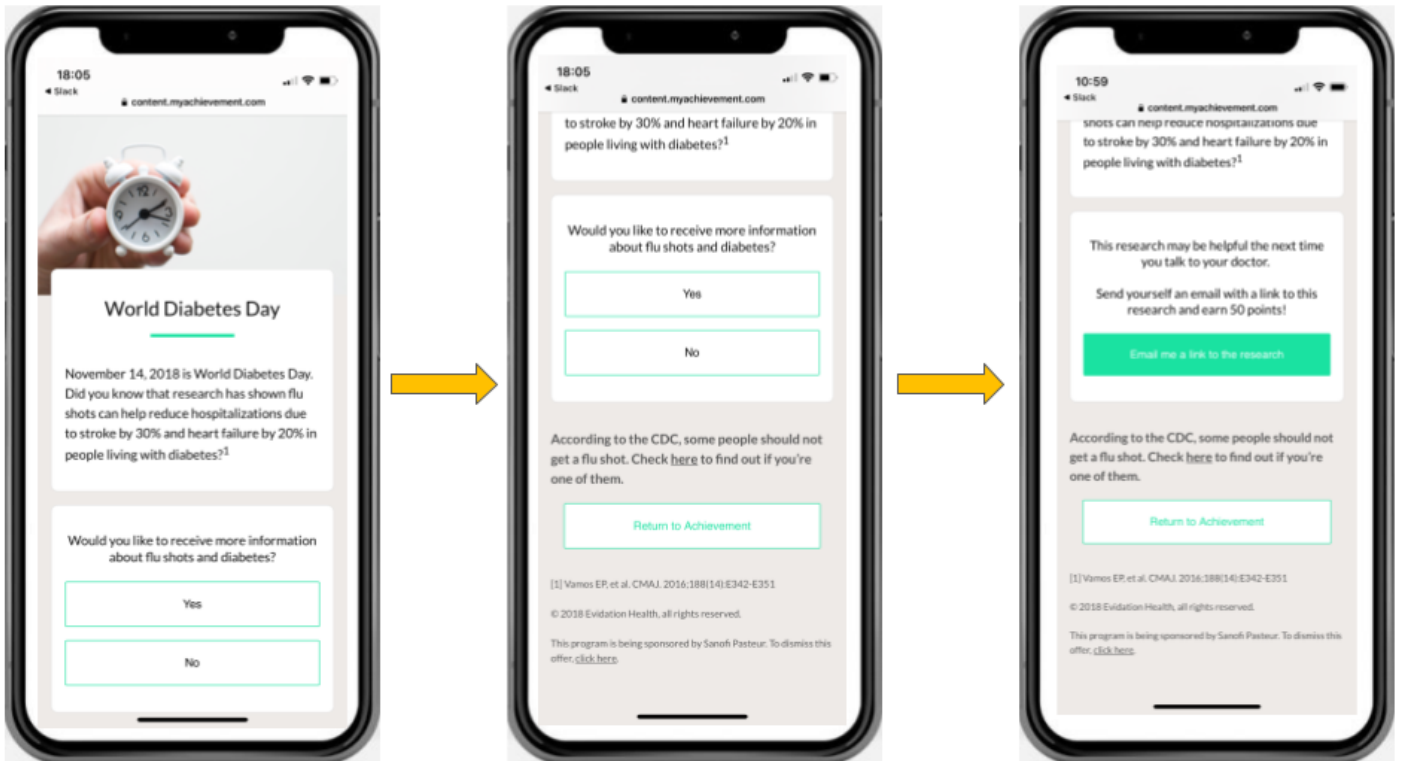 18:05
◀ Slack
content.myachievement.com
World Diabetes Day
November 14, 2018 is World Diabetes Day.
Did you know that research has shown flu
shots can help reduce hospitalizations due
to stroke by 30% and heart failure by 20% in
people living with diabetes?1
Would you like to receive more information
about flu shots and diabetes?
Yes
No
18:05
◀ Slack
content.myachievement.com
to stroke by 30% and heart failure by 20% in
people living with diabetes?1
Would you like to receive more information
about flu shots and diabetes?
Yes
No
According to the CDC, some people should not
get a flu shot. Check here to find out if you're
one of them.
Return to Achievement
[1] Vamos EP, et al. CMAJ. 2016;188(14):E342-E351
© 2018 Evidation Health, all rights reserved.
This program is being sponsored by Sanofi Pasteur. To dismiss this
offer, click here.
10:59
◀ Slack
content.myachievement.com
shots can help reduce hospitalizations due
to stroke by 30% and heart failure by 20% in
people living with diabetes?1
This research may be helpful the next time
you talk to your doctor.
Send yourself an email with a link to this
research and earn 50 points!
Email me a link to the research
According to the CDC, some people should not
get a flu shot. Check here to find out if you're
one of them.
Return to Achievement
[1] Vamos EP, et al. CMAJ. 2016;188(14):E342-E351
© 2018 Evidation Health, all rights reserved.
This program is being sponsored by Sanofi Pasteur. To dismiss this
offer, click here.